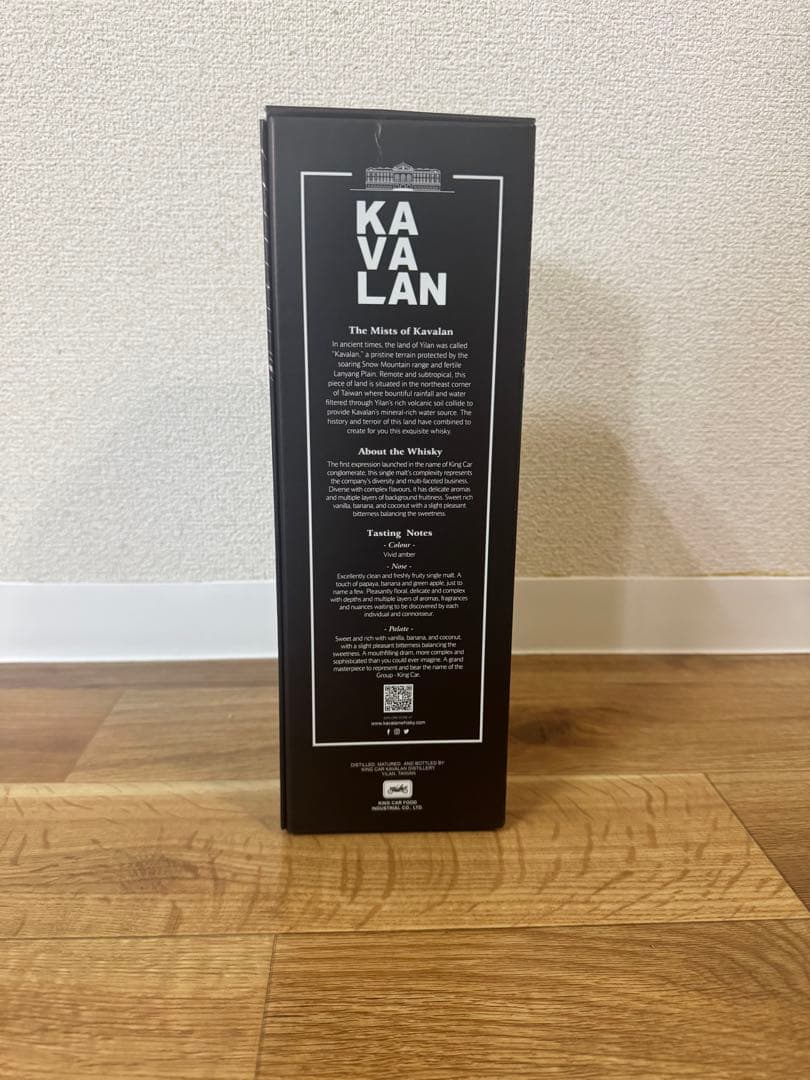 KA
VA
LAN
The Mists of Kavalan
In ancient times, the land of Yilan was called
"Kavalan," a pristine terrain protected by the
soaring Snow Mountain range and fertile
Lanyang Plain. Remote and subtropical, this
piece of land is situated in the northeast corner
of Taiwan where bountiful rainfall and water
filtered through Yilan's rich volcanic soil collide to
provide Kavalan's mineral-rich water source. The
history and terroir of this land have combined to
create for you this exquisite whisky.
About the Whisky
The first expression launched in the name of King Car
conglomerate, this single malt's complexity represents
the company's diversity and multi-faceted business.
Diverse with complex flavours, it has delicate aromas
and multiple layers of background fruitiness. Sweet rich
vanilla, banana, and coconut with a slight pleasant
bitterness balancing the sweetness.
Tasting Notes
- Colour -
Vivid amber
- Nose -
Excellently clean and freshly fruity single malt. A
touch of papaya, banana and green apple, just to
name a few. Pleasantly floral, delicate and complex
with depths and multiple layers of aromas, fragrances
and nuances waiting to be discovered by each
individual and connoisseur.
- Palate -
Sweet and rich with vanilla, banana, and coconut,
with a slight pleasant bitterness balancing the
sweetness. A mouthfilling dram, more complex and
sophisticated than you could ever imagine. A grand
masterpiece to represent and bear the name of the
Group - King Car.
www.kavalanwhisky.com
DISTILLED, MATURED, AND BOTTLED BY
KING CAR KAVALAN DISTILLERY
YILAN, TAIWAN
KING CAR FOOD
INDUSTRIAL CO., LTD.